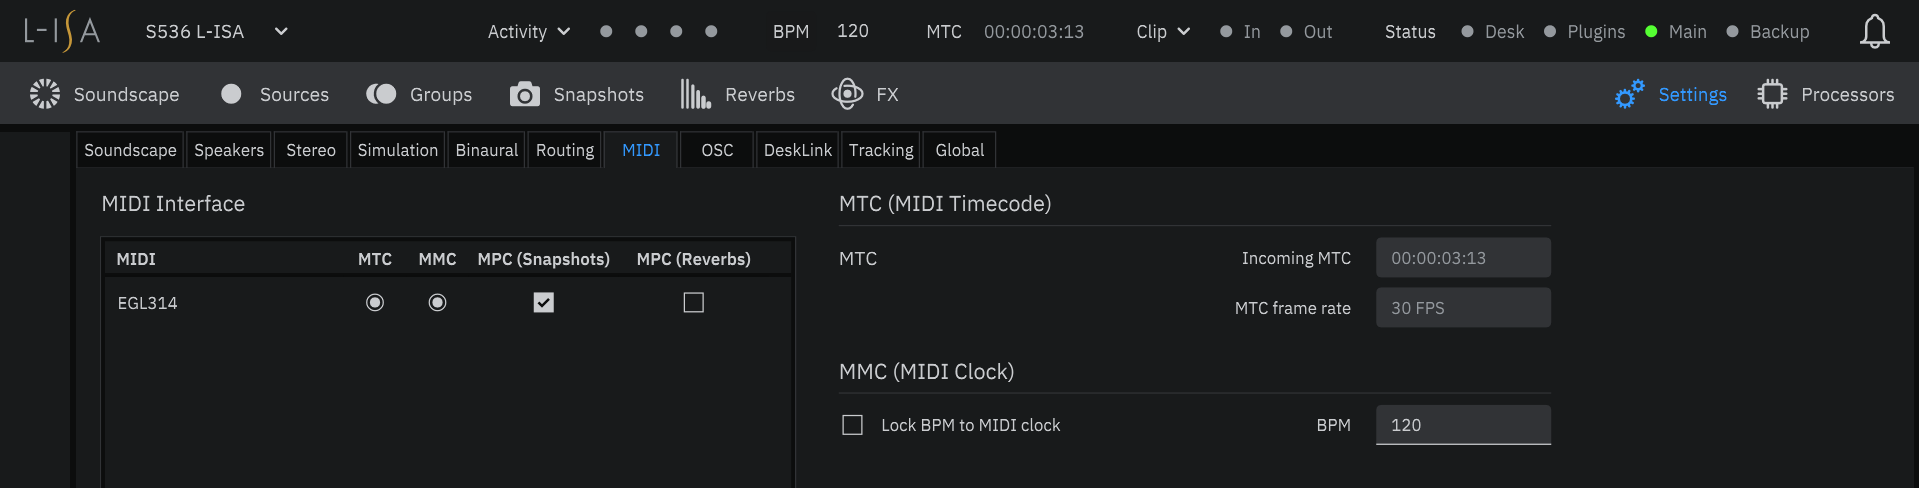 L-ISA S536 L-ISA Activity BPM 120 MTC 00:00:03:13 Clip In Out Status Desk Plugins Main Backup
Soundscape Sources Groups Snapshots Reverbs FX Settings Processors
Soundscape Speakers Stereo Simulation Binaural Routing MIDI OSC DeskLink Tracking Global
MIDI Interface
MIDI MTC MMC MPC (Snapshots) MPC (Reverbs)
EGL314
MTC (MIDI Timecode)
MTC Incoming MTC 00:00:03:13
MTC frame rate 30 FPS
MMC (MIDI Clock)
Lock BPM to MIDI clock BPM 120